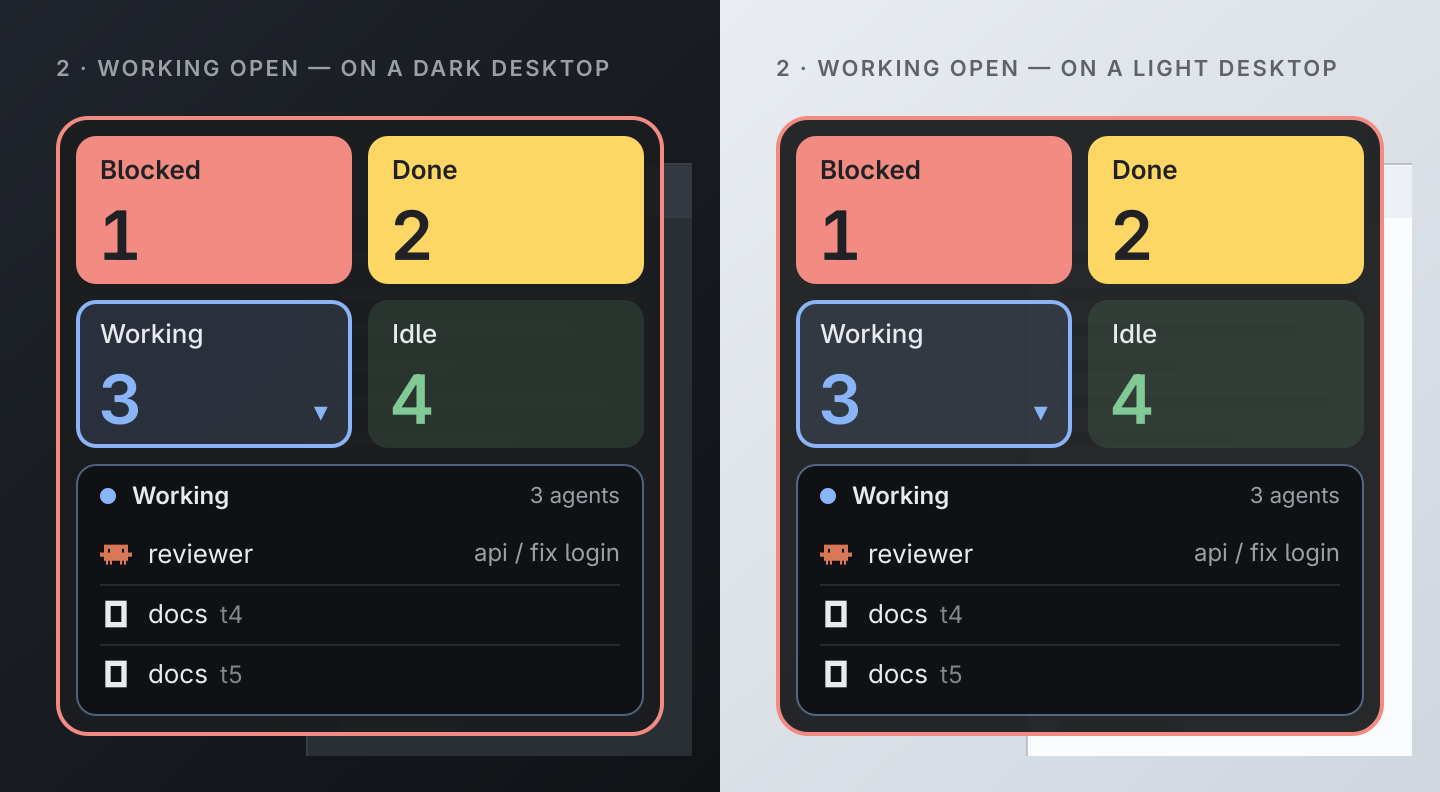 2 · WORKING OPEN — ON A DARK DESKTOP
Blocked
1
Done
2
Working
3
▼
Idle
4
Working
3 agents
reviewer
api / fix login
docs t4
docs t5
2 · WORKING OPEN — ON A LIGHT DESKTOP
Blocked
1
Done
2
Working
3
▼
Idle
4
Working
3 agents
reviewer
api / fix login
docs t4
docs t5